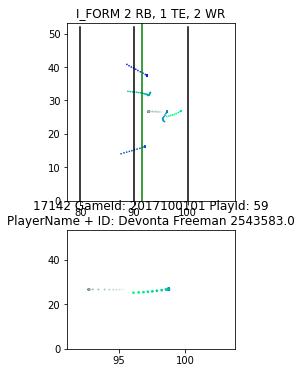 I_FORM 2 RB, 1 TE, 2 WR
50
40
30
20
10
0
80 90 100
17142 GameId: 2017100101 PlayId: 59
PlayerName + ID: Devonta Freeman 2543583.0
40
20
0
95 100